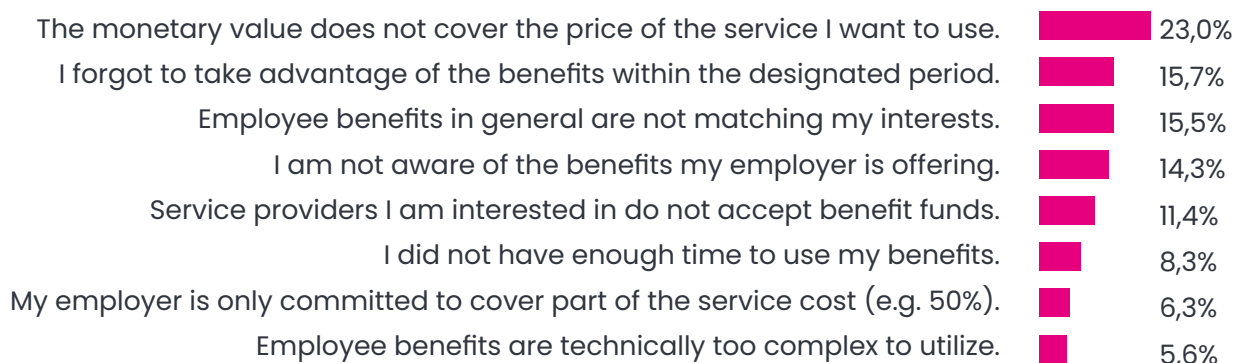 The monetary value does not cover the price of the service I want to use. 23,0%
I forgot to take advantage of the benefits within the designated period. 15,7%
Employee benefits in general are not matching my interests. 15,5%
I am not aware of the benefits my employer is offering. 14,3%
Service providers I am interested in do not accept benefit funds. 11,4%
I did not have enough time to use my benefits. 8,3%
My employer is only committed to cover part of the service cost (e.g. 50%). 6,3%
Employee benefits are technically too complex to utilize. 5,6%